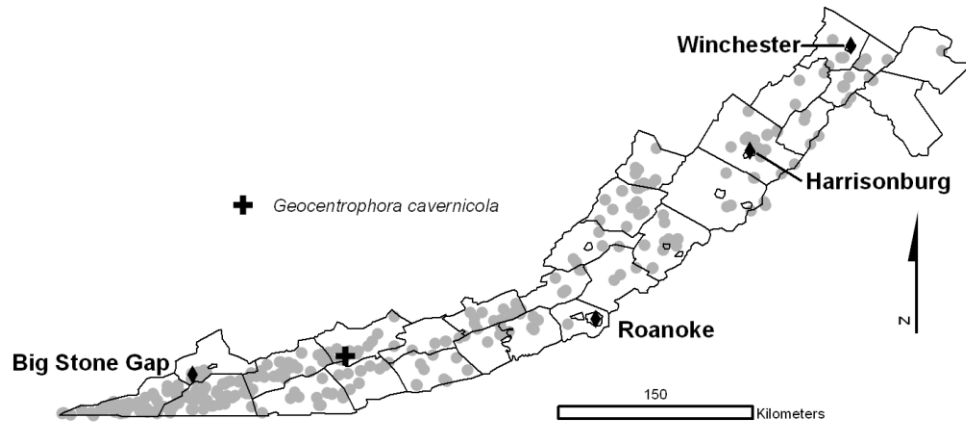 Winchester
Harrisonburg
Geocentrophora cavernicola
Roanoke
Big Stone Gap
N
150
Kilometers